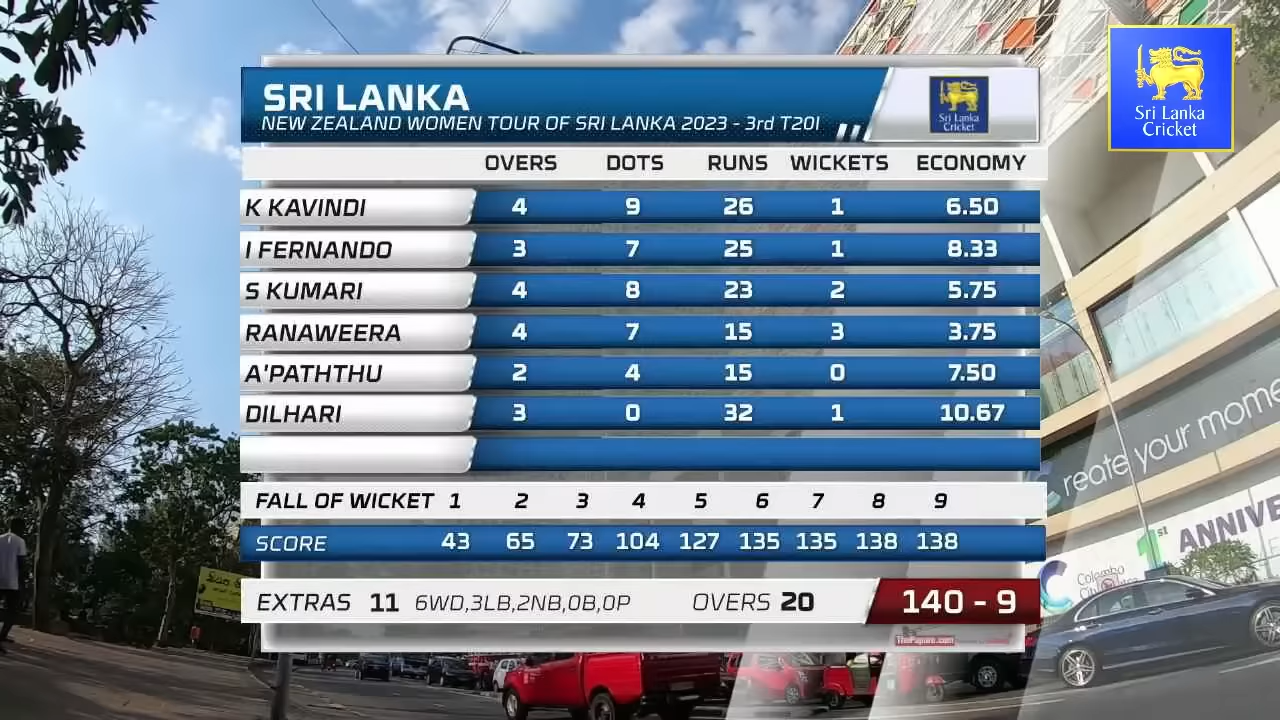 SRI LANKA
NEW ZEALAND WOMEN TOUR OF SRI LANKA 2023 - 3rd T20I
Sri Lanka
Cricket
Sri Lanka
Cricket
OVERS DOTS RUNS WICKETS ECONOMY
K KAVINDI 4 9 26 1 6.50
I FERNANDO 3 7 25 1 8.33
S KUMARI 4 8 23 2 5.75
RANAWEERA 4 7 15 3 3.75
A'PATHTHU 2 4 15 0 7.50
DILHARI 3 0 32 1 10.67
FALL OF WICKET 1 2 3 4 5 6 7 8 9
SCORE 43 65 73 104 127 135 135 138 138
EXTRAS 11 6WD,3LB,2NB,0B,0P OVERS 20 140 - 9
ThePapare.com
reate your mome
1st ANNIVE
Colombo